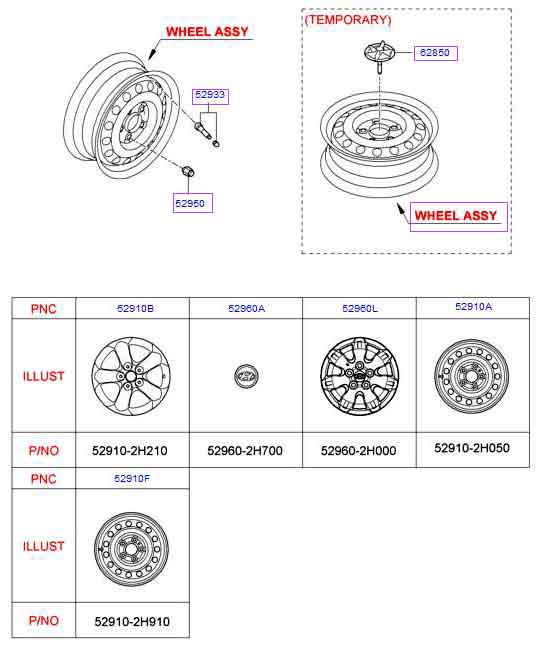 (TEMPORARY)
WHEEL ASSY
62850
52933
52950
WHEEL ASSY
PNC 52910B 52960A 52960L 52910A
ILLUST
P/NO 52910-2H210 52960-2H700 52960-2H000 52910-2H050
PNC 52910F
ILLUST
P/NO 52910-2H910